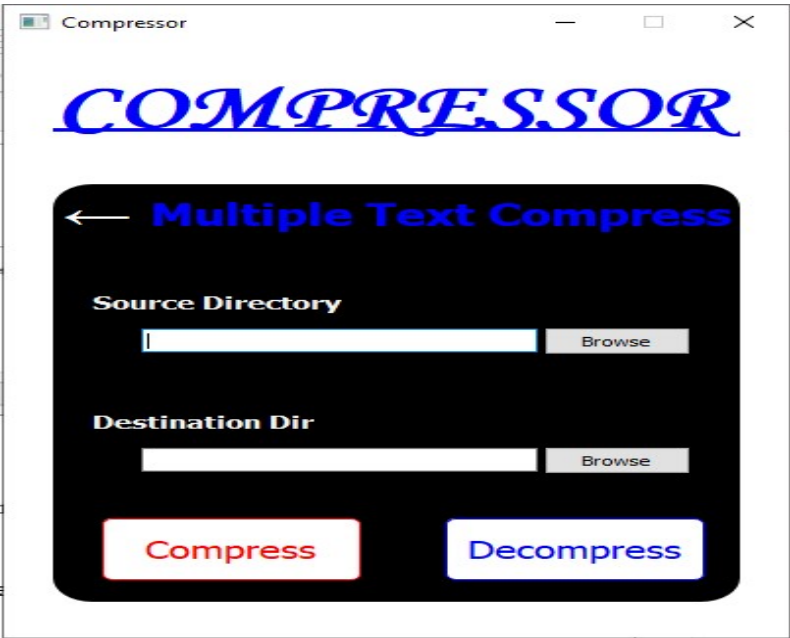 Compressor
COMPRESSOR
← Multiple Text Compress
Source Directory
Browse
Destination Dir
Browse
Compress Decompress